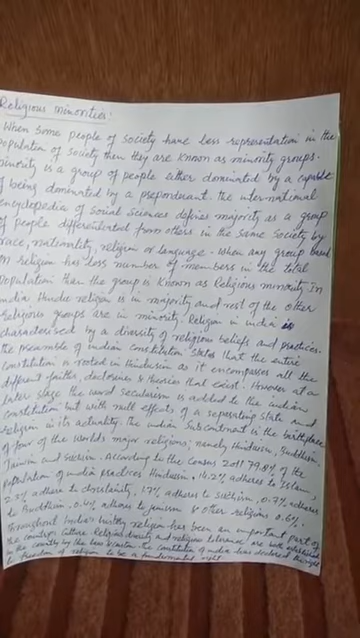 Religious minorities:
When some people of society have less representation in the
Population of society then they are known as minority groups.
minority is a group of people either dominated by a capable
of being dominated by a preponderant. the international
encyclopedia of social sciences defies majority as a group
of people differentiated from others in the same society by
race, nationality, religion or language. When any group based
on religion has less number of members in the total
Population than the group is known as Religious minority. In
india Hindu religion is in majority and rest of the other
Religious groups are in minority. Religion in india is
characterised by a diversity of religious beliefs and practices.
the preamble of indian constitution states that the entire
constitution is rooted in Hinduism as it encompasses all the
different faiths, doctrines & theories that exist. However at a
later stage the word secularism is added to the indian
constitution but with null effects of a separating state and
religion in its actuality. the indian Subcontinent is the birthplace
of four of the world's major religions; namely Hinduism, Buddhism,
Jainism and Sikhism. According to the Census 2011 79.8% of the
Population of india practices Hinduism, 14.2% adheres to Islam,
2.3% adhere to christianity, 1.7% adheres to sikhism, 0.7% adheres
to Buddhism, 0.4% adhere to jainism & other religions 0.6%.
throughout India's history religion has been an important part of
the country's culture. Religious diversity and religious tolerance are both established
in the country by the law & custom. the constitution of india has declared the right
to freedom of religion to be a fundamental right